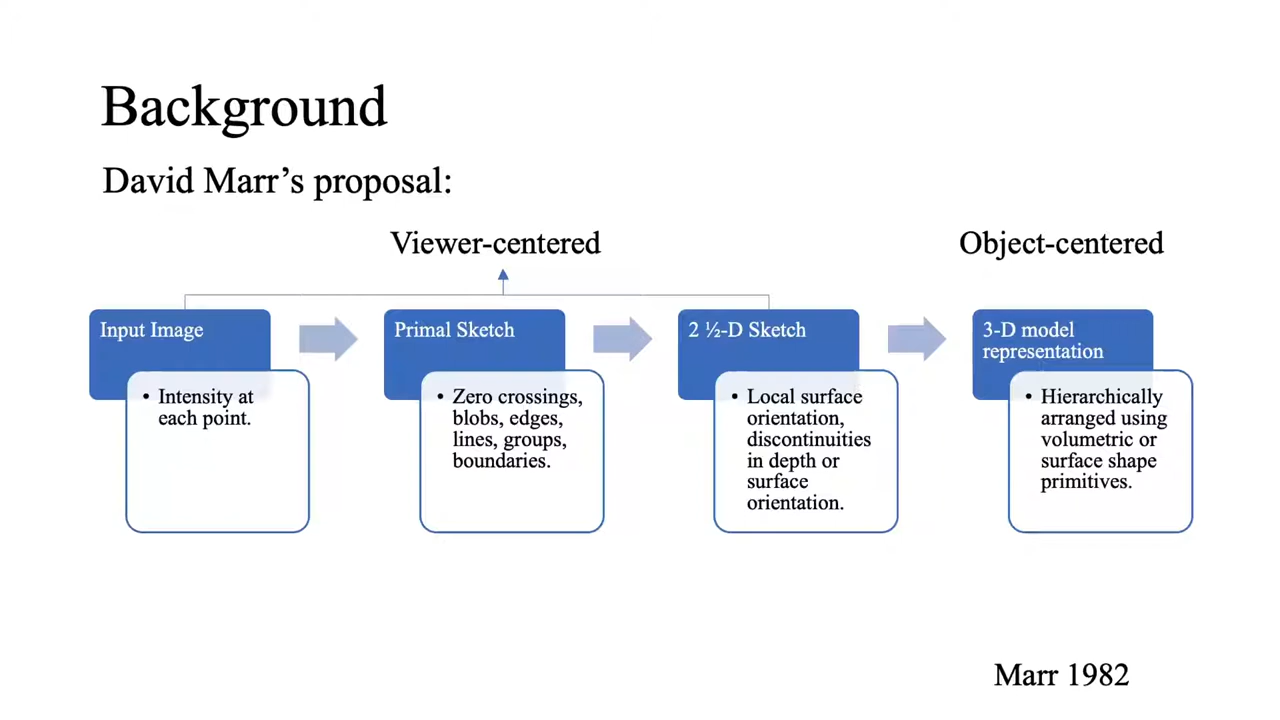 Background
David Marr’s proposal:
Viewer-centered
Object-centered
Input Image
• Intensity at
each point.
Primal Sketch
• Zero crossings,
blobs, edges,
lines, groups,
boundaries.
2 ½-D Sketch
• Local surface
orientation,
discontinuities
in depth or
surface
orientation.
3-D model
representation
• Hierarchically
arranged using
volumetric or
surface shape
primitives.
Marr 1982